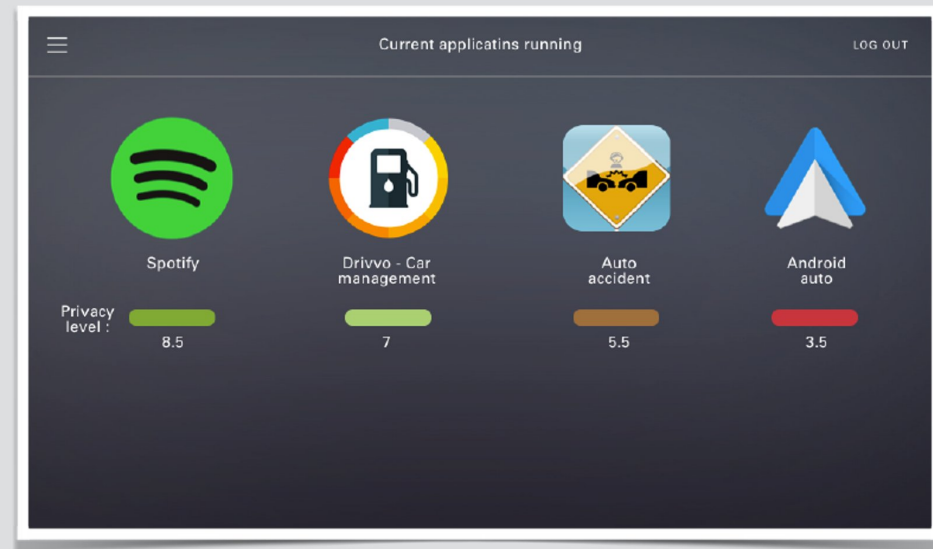 Current applicatins running
LOG OUT
Spotify
Drivvo - Car
management
Auto
accident
Android
auto
Privacy
level :
8.5
7
5.5
3.5